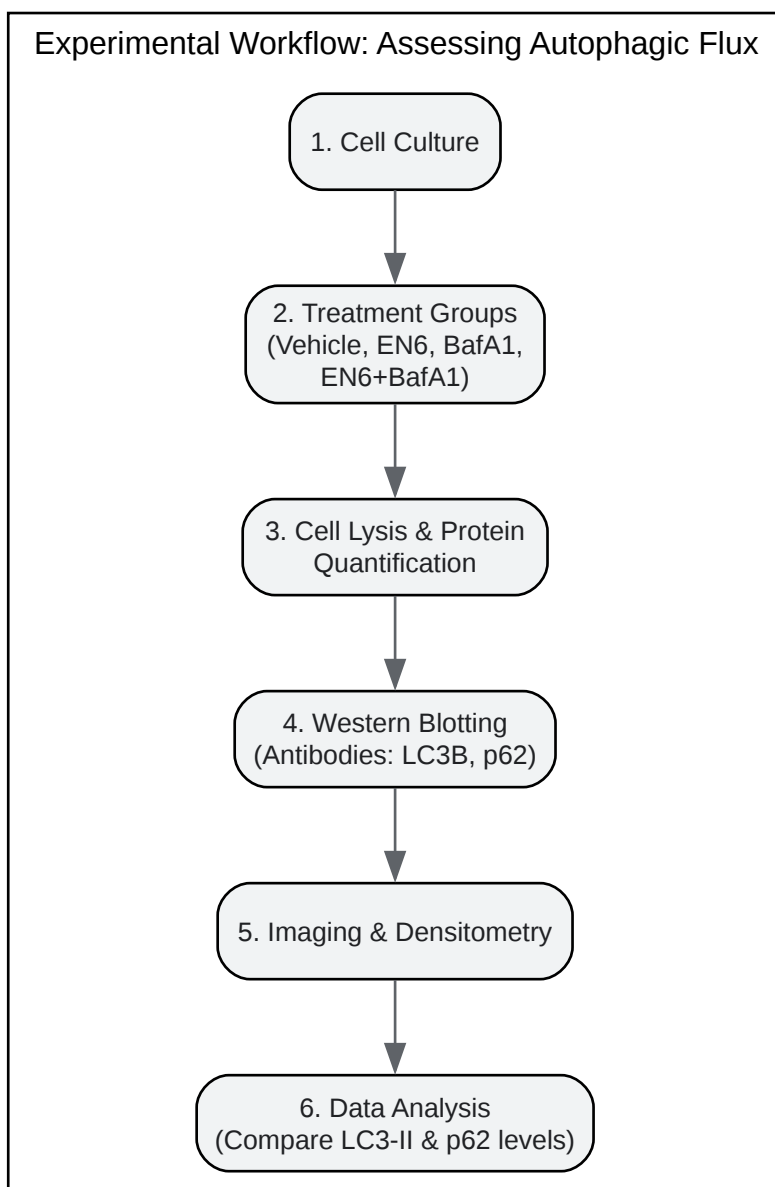 Experimental Workflow: Assessing Autophagic Flux
1. Cell Culture
2. Treatment Groups
(Vehicle, EN6, BafA1,
EN6+BafA1)
3. Cell Lysis & Protein
Quantification
4. Western Blotting
(Antibodies: LC3B, p62)
5. Imaging & Densitometry
6. Data Analysis
(Compare LC3-II & p62 levels)